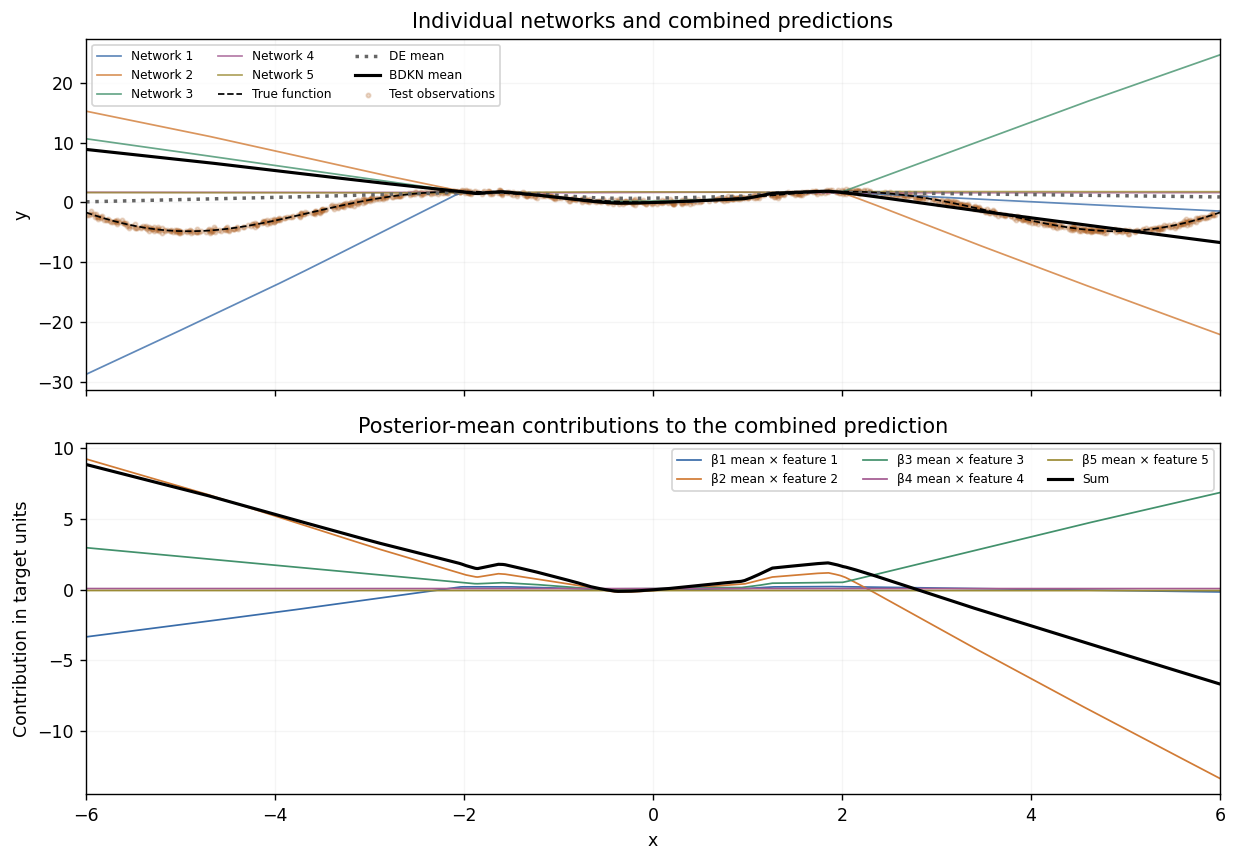 Individual networks and combined predictions
Network 1
Network 2
Network 3
Network 4
Network 5
True function
DE mean
BDKN mean
Test observations
y
20
10
0
−10
−20
−30
Posterior-mean contributions to the combined prediction
β1 mean × feature 1
β2 mean × feature 2
β3 mean × feature 3
β4 mean × feature 4
β5 mean × feature 5
Sum
Contribution in target units
10
5
0
−5
−10
−6 −4 −2 0 2 4 6
x